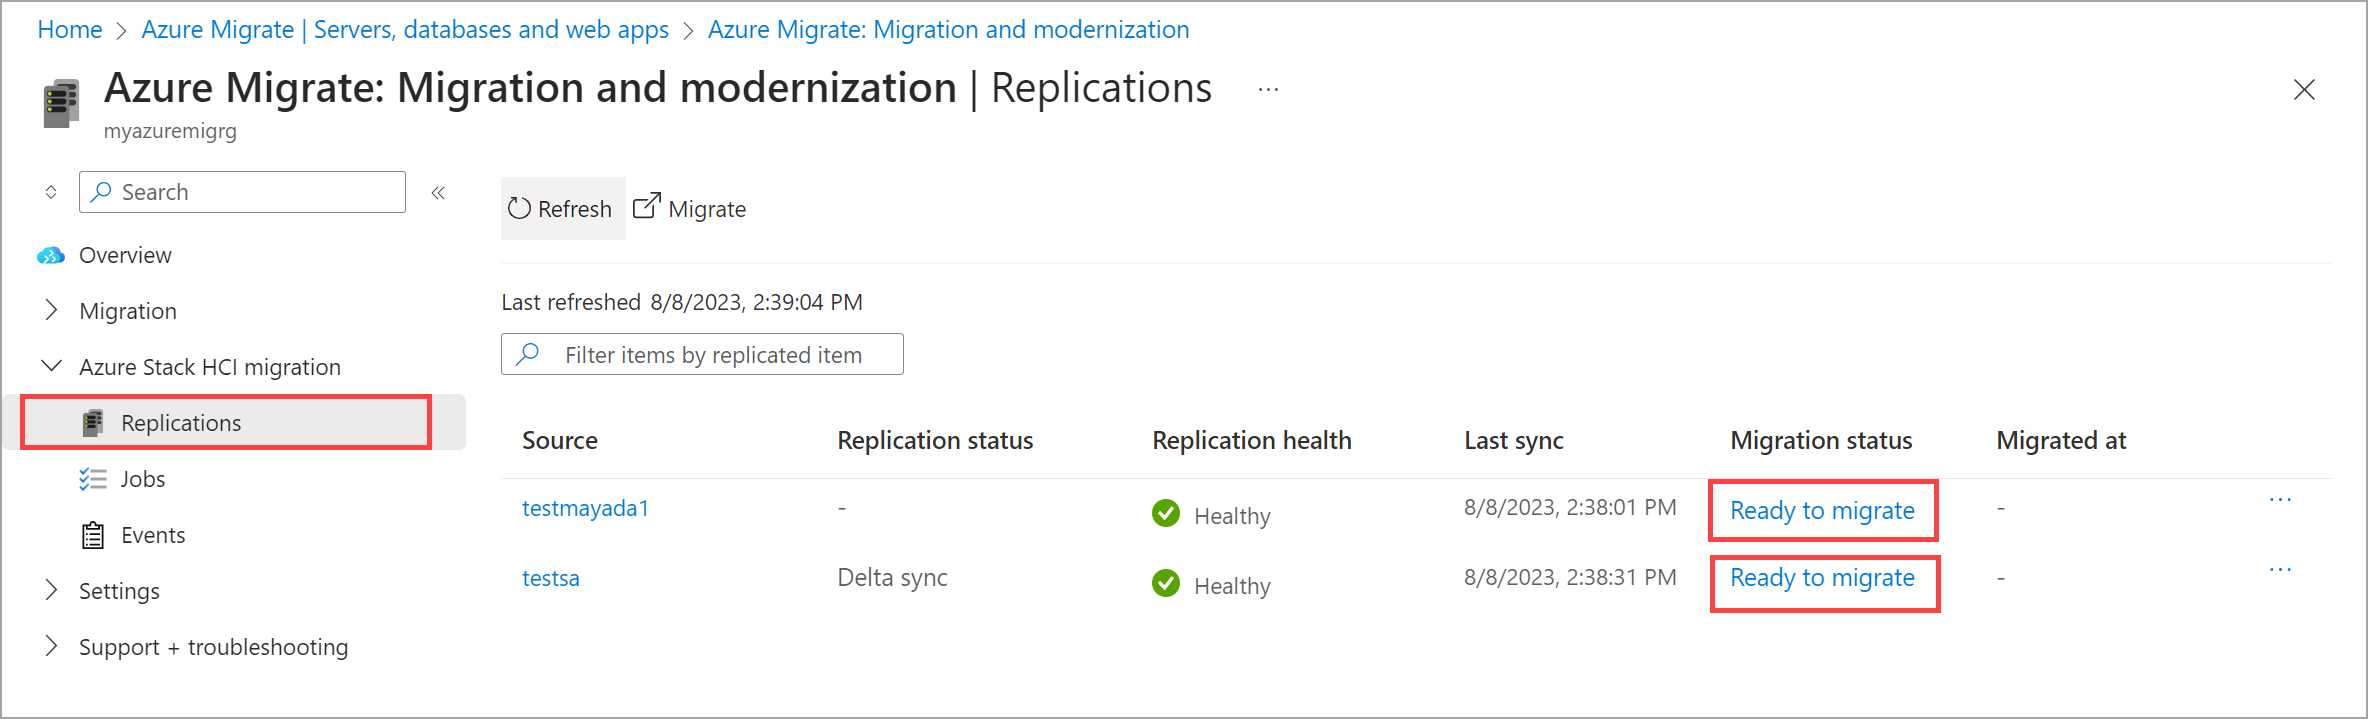 Home > Azure Migrate | Servers, databases and web apps > Azure Migrate: Migration and modernization
Azure Migrate: Migration and modernization | Replications ...
myazuremigrg
Search
Overview
Migration
Azure Stack HCI migration
Replications
Jobs
Events
Settings
Support + troubleshooting
Refresh Migrate
Last refreshed 8/8/2023, 2:39:04 PM
Filter items by replicated item
Source Replication status Replication health Last sync Migration status Migrated at
testmayada1 - Healthy 8/8/2023, 2:38:01 PM Ready to migrate - ...
testsa Delta sync Healthy 8/8/2023, 2:38:31 PM Ready to migrate - ...